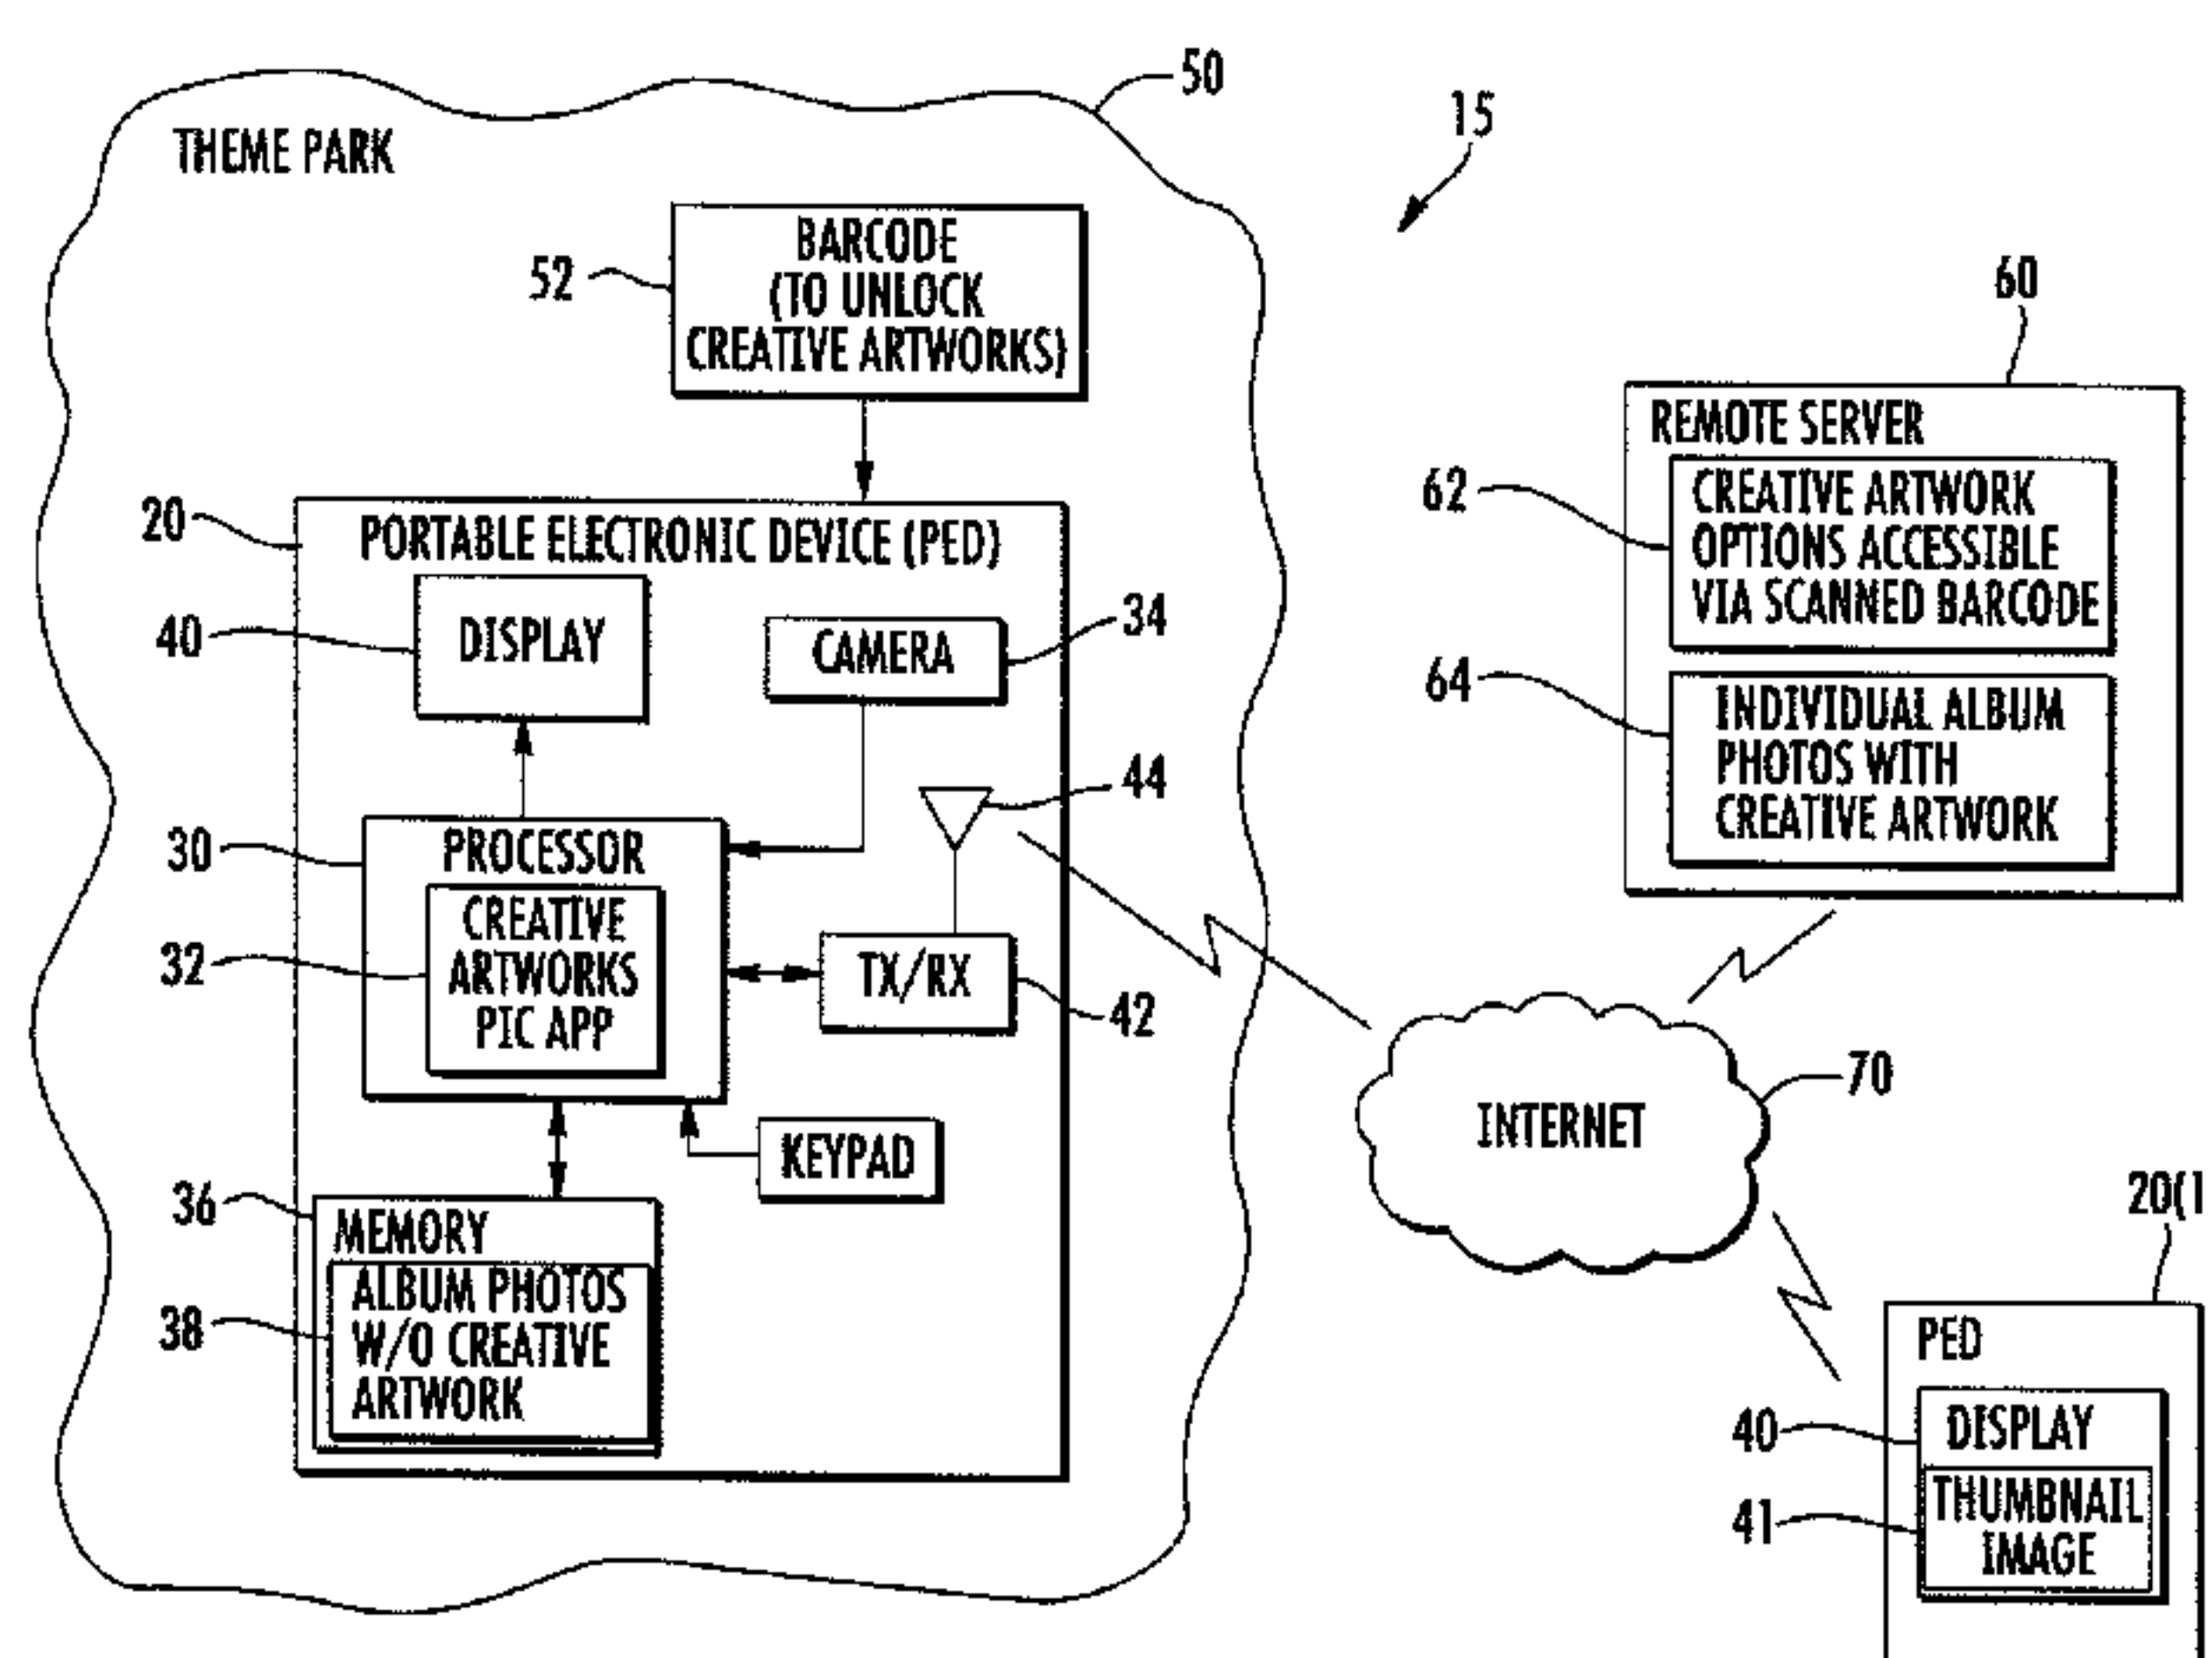 50
15
THEME PARK
BARCODE
(TO UNLOCK
CREATIVE ARTWORKS)
52
60
REMOTE SERVER
62
CREATIVE ARTWORK
OPTIONS ACCESSIBLE
VIA SCANNED BARCODE
64
INDIVIDUAL ALBUM
PHOTOS WITH
CREATIVE ARTWORK
20
PORTABLE ELECTRONIC DEVICE (PED)
40
DISPLAY
CAMERA
34
44
30
PROCESSOR
32
CREATIVE
ARTWORKS
PIC APP
TX/RX
42
KEYPAD
36
MEMORY
38
ALBUM PHOTOS
W/O CREATIVE
ARTWORK
INTERNET
70
20(1
PED
40
DISPLAY
41
THUMBNAIL
IMAGE